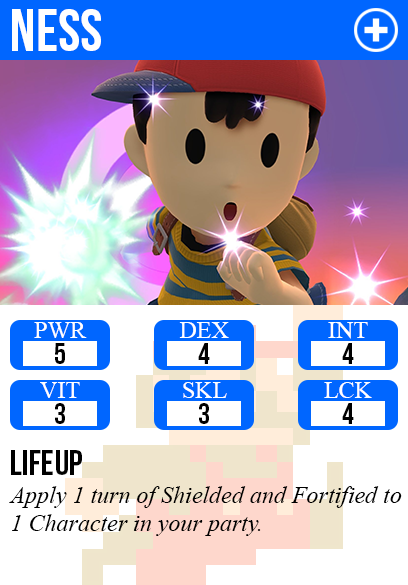 NESS
PWR DEX INT
5 4 4
VIT SKL LCK
3 3 4
LIFEUP
Apply 1 turn of Shielded and Fortified to
1 Character in your party.